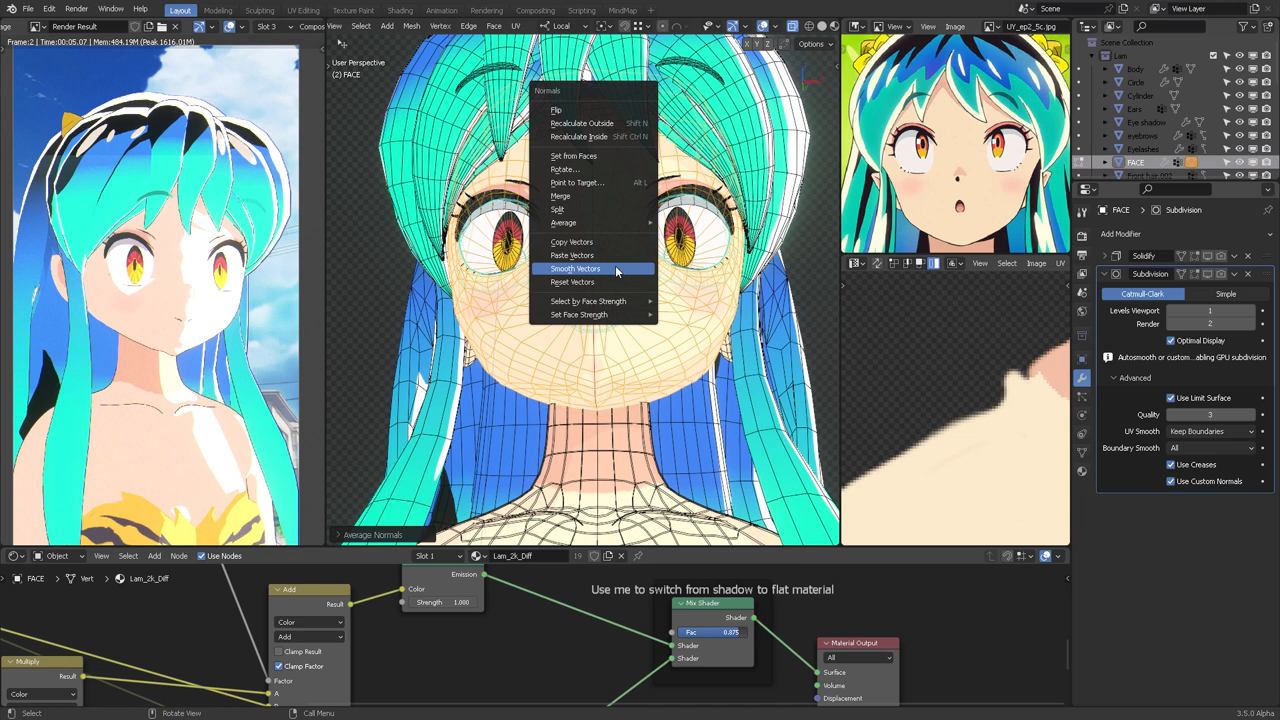 File Edit Render Window Help
Layout Modeling Sculpting UV Editing Texture Paint Shading Animation Rendering Compositing Scripting MindMap
Scene
View Layer
Render Result
Slot 3
Compos
Select Add Mesh Vertex Edge Face UV
Local
View View Image
UY_ep2_5c.jpg
Frame:2 | Time:00:05.07 | Mem:484.19M (Peak 1616.01M)
X Y Z
Options
User Perspective
(2) FACE
Normals
Flip
Recalculate Outside Shift N
Recalculate Inside Shift Ctrl N
Set from Faces
Rotate...
Point to Target... Alt L
Merge
Split
Average
Copy Vectors
Paste Vectors
Smooth Vectors
Reset Vectors
Select by Face Strength
Set Face Strength
Average Normals
View Select Image UV
Scene Collection
Lam
Body
Circle
Cylinder
Ears
Eye shadow
eyebrows
Eyelashes
FACE
Front hair.002
FACE
Subdivision
Add Modifier
Solidify
Subdivision
Catmull-Clark Simple
Levels Viewport 1
Render 2
Optimal Display
Autosmooth or custom...abling GPU subdivision
Advanced
Use Limit Surface
Quality 3
UV Smooth Keep Boundaries
Boundary Smooth All
Use Creases
Use Custom Normals
Object View Select Add Node Use Nodes
Slot 1
Lam_2k_Diff
19
FACE Vert Lam_2k_Diff
Emission
Color
Strength 1.000
Add
Result
Color
Add
Clamp Result
Clamp Factor
Factor
A
Multiply
Result
Color
Use me to switch from shadow to flat material
Mix Shader
Shader
Fac 0.875
Shader
Shader
Material Output
All
Surface
Volume
Displacement
Select Rotate View Call Menu
3.5.0 Alpha